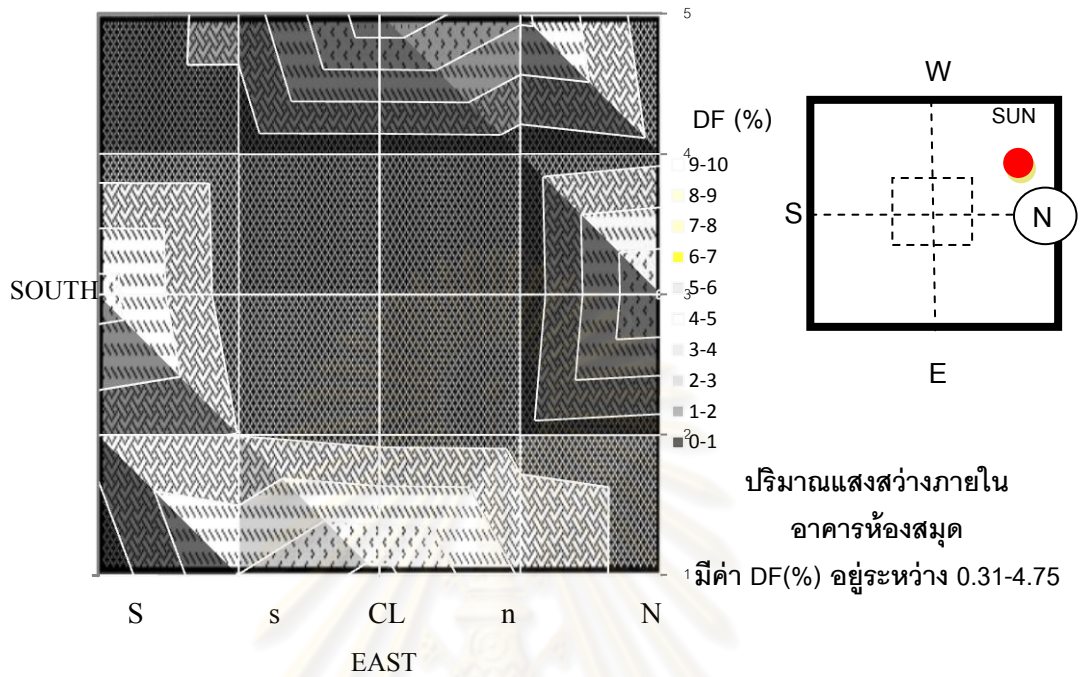 5
4
3
2
1
SOUTH
S s CL n N
EAST
DF (%)
9-10
8-9
7-8
6-7
5-6
4-5
3-4
2-3
1-2
0-1
W
SUN
S
N
E
ปริมาณแสงสว่างภายใน
อาคารห้องสมุด
มีค่า DF(%) อยู่ระหว่าง 0.31-4.75